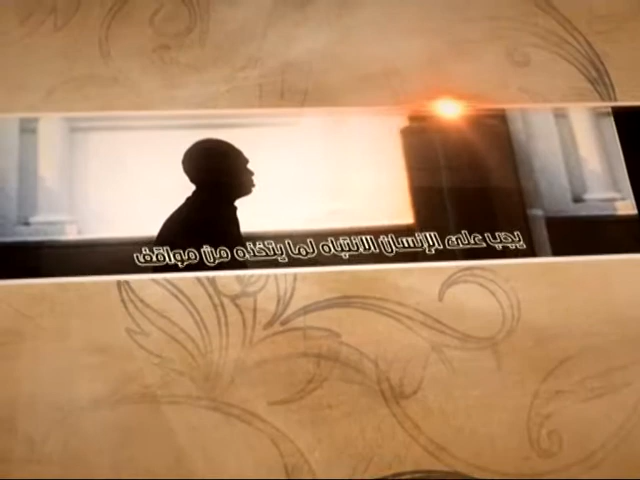 يجب على الإنسان الانتباه لما يتخذه من مواقف